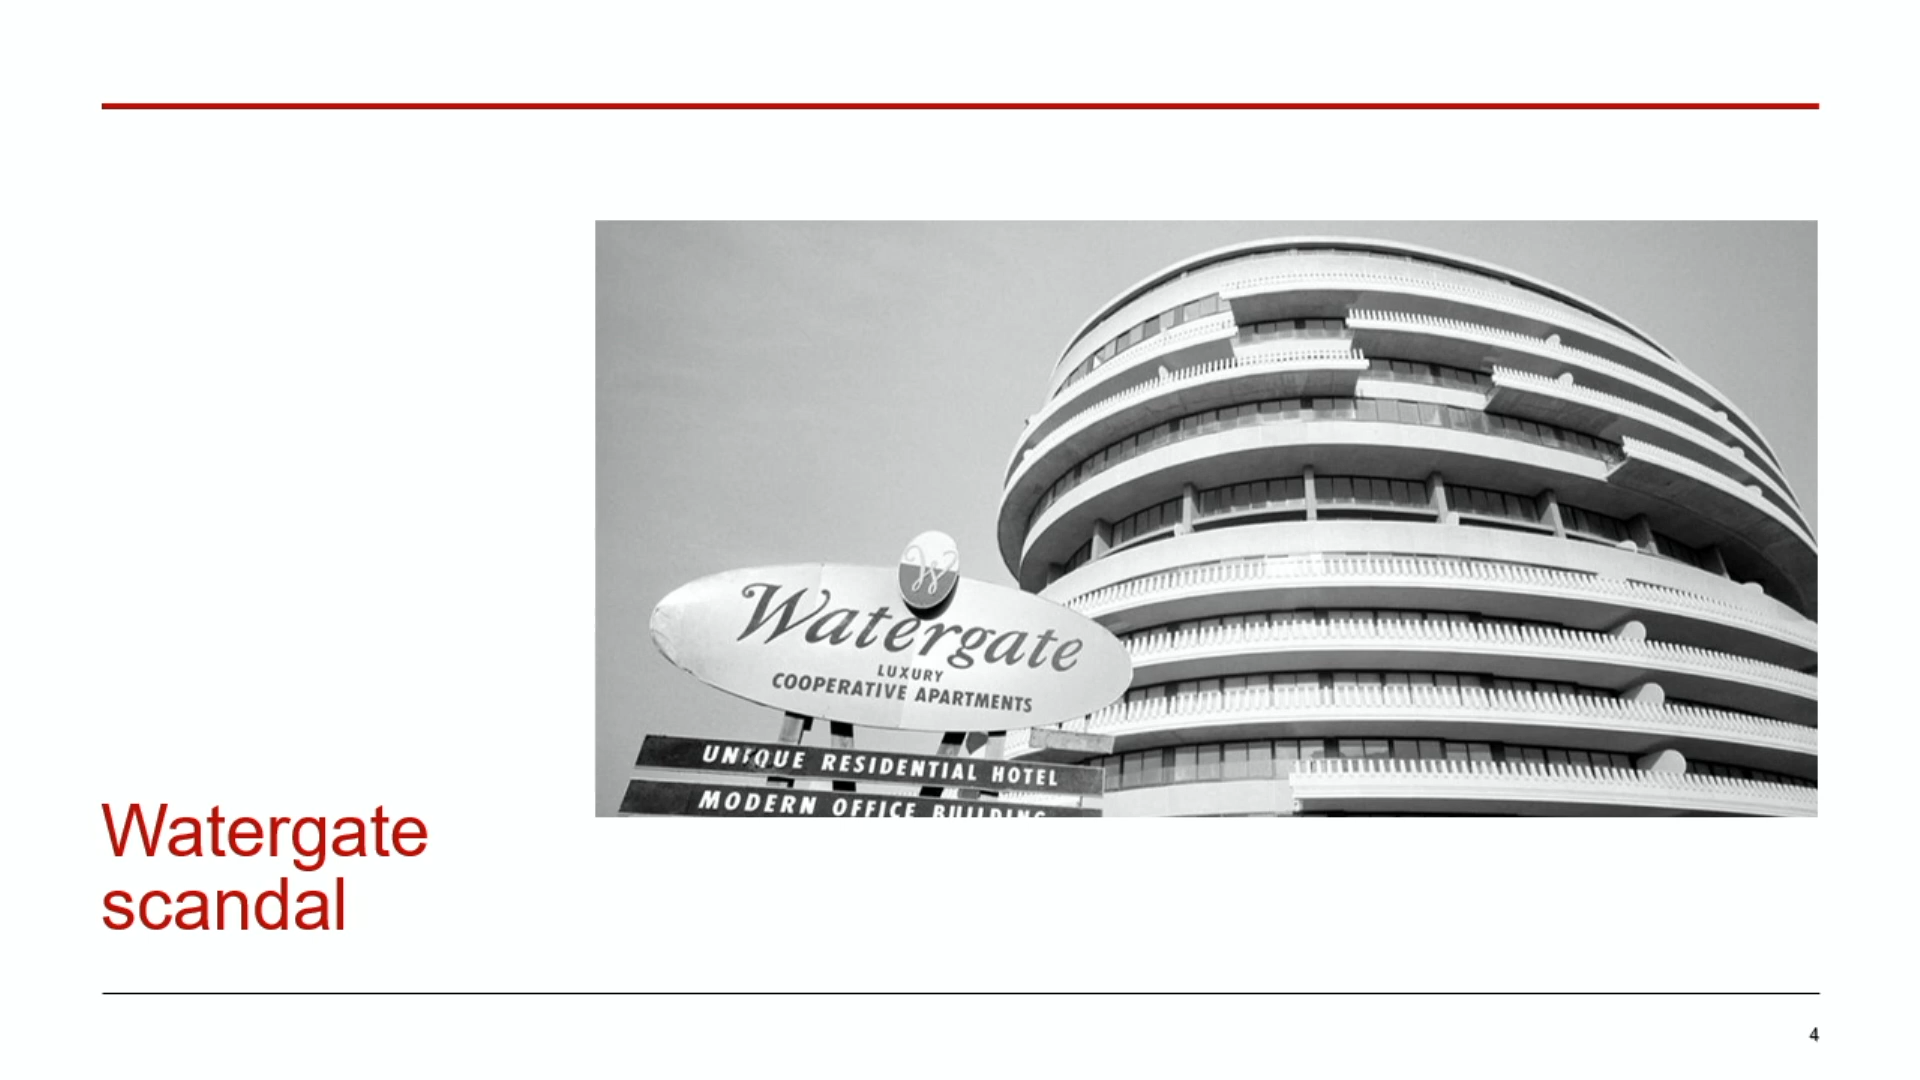 W
Watergate
LUXURY
COOPERATIVE APARTMENTS
UNIQUE RESIDENTIAL HOTEL
MODERN OFFICE BUILDING
Watergate
scandal
4